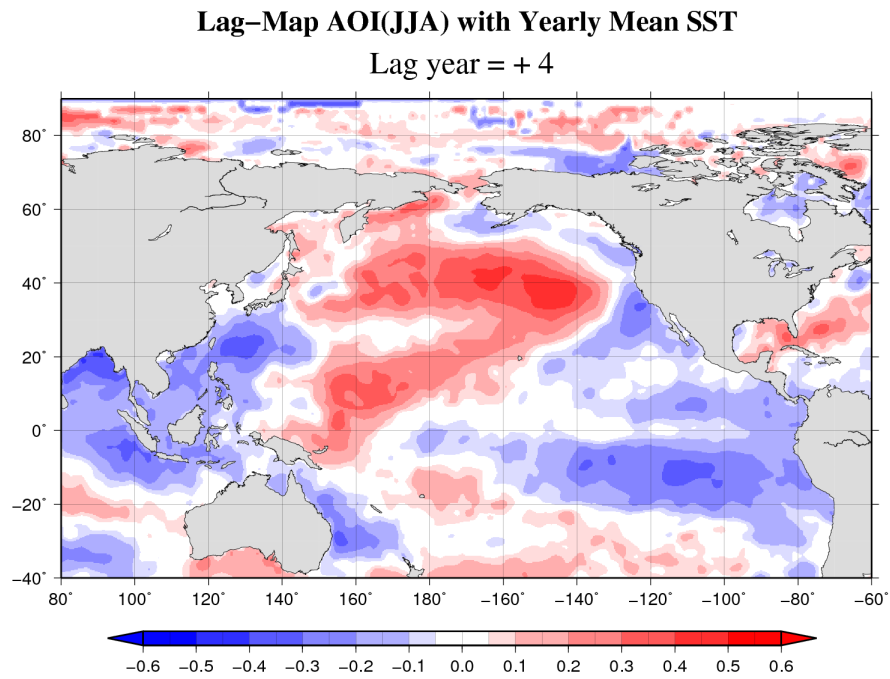 Lag−Map AOI(JJA) with Yearly Mean SST
Lag year = + 4
80˚
60˚
40˚
20˚
0˚
−20˚
−40˚
80 100 120 140 160 180 −160˚ −140˚ −120˚ −100˚ −80˚ −60˚
−0.6 −0.5 −0.4 −0.3 −0.2 −0.1 0.0 0.1 0.2 0.3 0.4 0.5 0.6